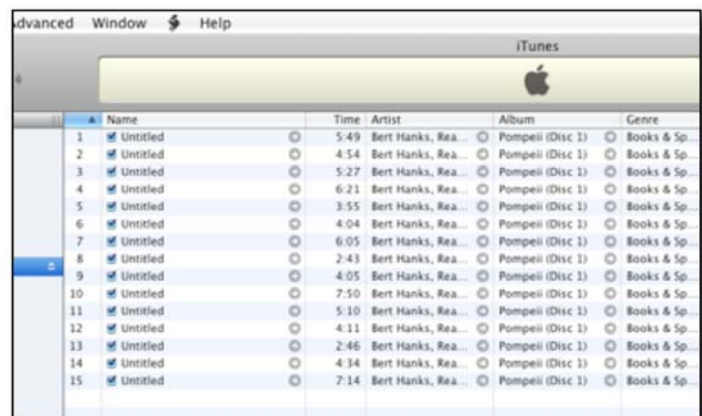 dvanced Window Help
iTunes
Name Time Artist Album Genre
1 Untitled 5:49 Bert Hanks, Rea... Pompeii (Disc 1) Books & Sp...
2 Untitled 4:54 Bert Hanks, Rea... Pompeii (Disc 1) Books & Sp...
3 Untitled 5:27 Bert Hanks, Rea... Pompeii (Disc 1) Books & Sp...
4 Untitled 6:21 Bert Hanks, Rea... Pompeii (Disc 1) Books & Sp...
5 Untitled 3:55 Bert Hanks, Rea... Pompeii (Disc 1) Books & Sp...
6 Untitled 4:04 Bert Hanks, Rea... Pompeii (Disc 1) Books & Sp...
7 Untitled 6:05 Bert Hanks, Rea... Pompeii (Disc 1) Books & Sp...
8 Untitled 2:43 Bert Hanks, Rea... Pompeii (Disc 1) Books & Sp...
9 Untitled 4:05 Bert Hanks, Rea... Pompeii (Disc 1) Books & Sp...
10 Untitled 7:50 Bert Hanks, Rea... Pompeii (Disc 1) Books & Sp...
11 Untitled 5:10 Bert Hanks, Rea... Pompeii (Disc 1) Books & Sp...
12 Untitled 4:11 Bert Hanks, Rea... Pompeii (Disc 1) Books & Sp...
13 Untitled 2:46 Bert Hanks, Rea... Pompeii (Disc 1) Books & Sp...
14 Untitled 4:34 Bert Hanks, Rea... Pompeii (Disc 1) Books & Sp...
15 Untitled 7:14 Bert Hanks, Rea... Pompeii (Disc 1) Books & Sp...